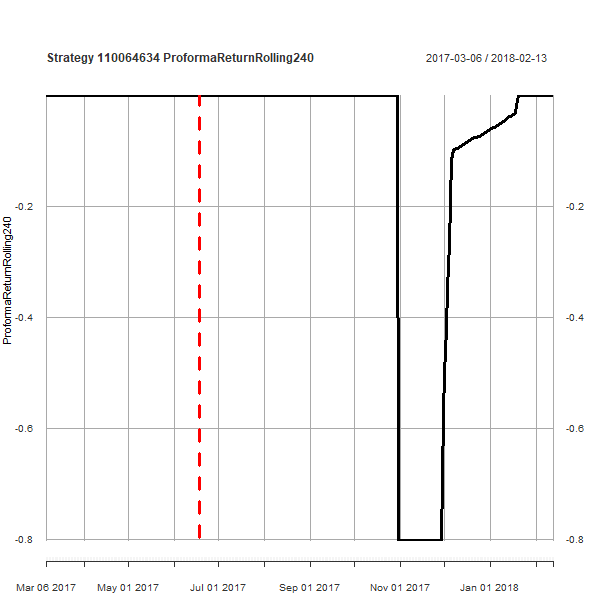 Strategy 110064634 ProformaReturnRolling240
2017-03-06 / 2018-02-13
ProformaReturnRolling240
-0.2
-0.2
-0.4
-0.4
-0.6
-0.6
-0.8
-0.8
Mar 06 2017
May 01 2017
Jul 01 2017
Sep 01 2017
Nov 01 2017
Jan 01 2018